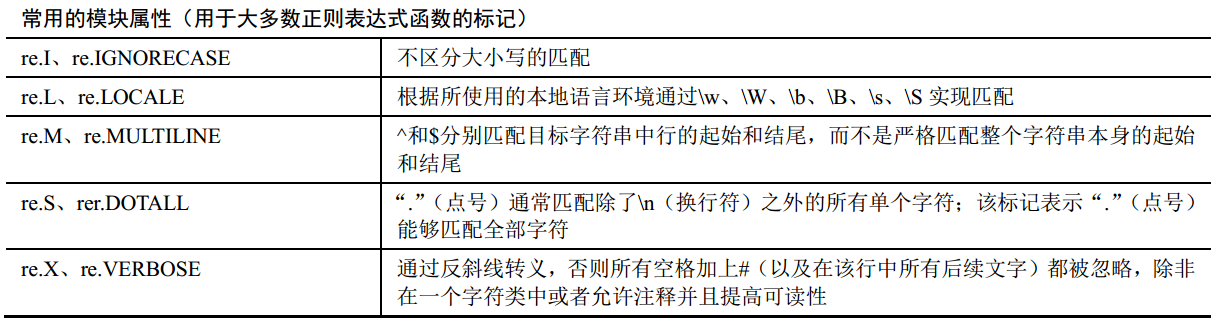 常用的模块属性（用于大多数正则表达式函数的标记）
re.I、re.IGNORECASE
不区分大小写的匹配
re.L、re.LOCALE
根据所使用的本地语言环境通过\w、\W、\b、\B、\s、\S 实现匹配
re.M、re.MULTILINE
^和$分别匹配目标字符串中行的起始和结尾，而不是严格匹配整个字符串本身的起始
和结尾
re.S、rer.DOTALL
“.”（点号）通常匹配除了\n（换行符）之外的所有单个字符；该标记表示“.”（点号）
能够匹配全部字符
re.X、re.VERBOSE
通过反斜线转义，否则所有空格加上#（以及在该行中所有后续文字）都被忽略，除非
在一个字符类中或者允许注释并且提高可读性